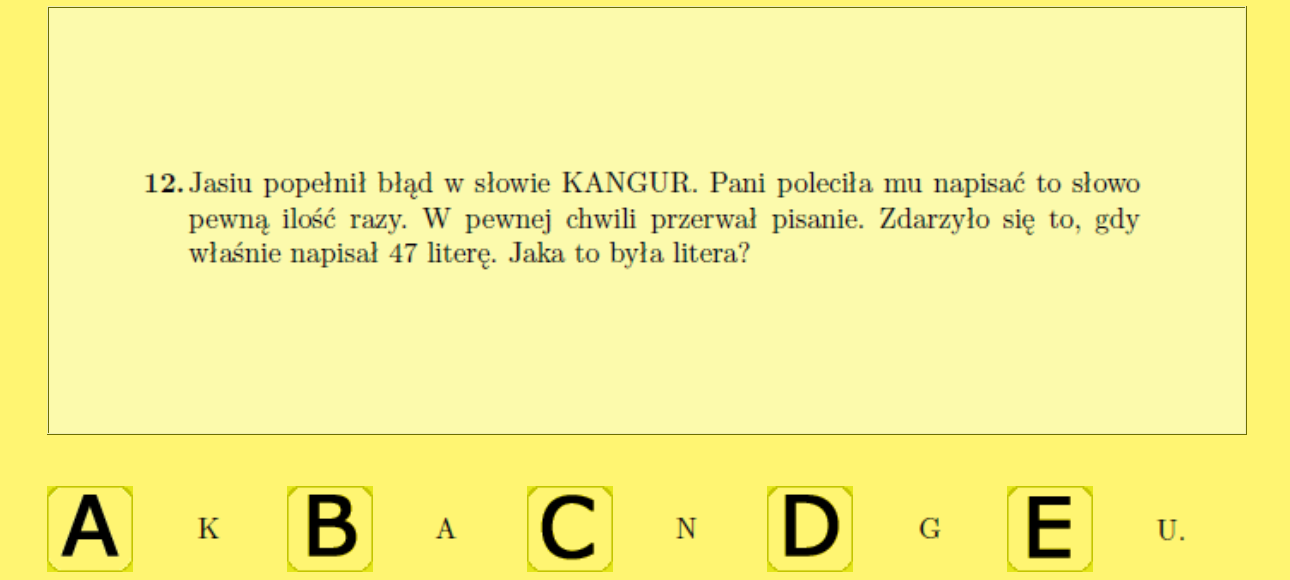 12. Jasiu popełnił błąd w słowie KANGUR. Pani poleciła mu napisać to słowo
pewną ilość razy. W pewnej chwili przerwał pisanie. Zdarzyło się to, gdy
właśnie napisał 47 literę. Jaka to była litera?
A K B A C N D G E U.